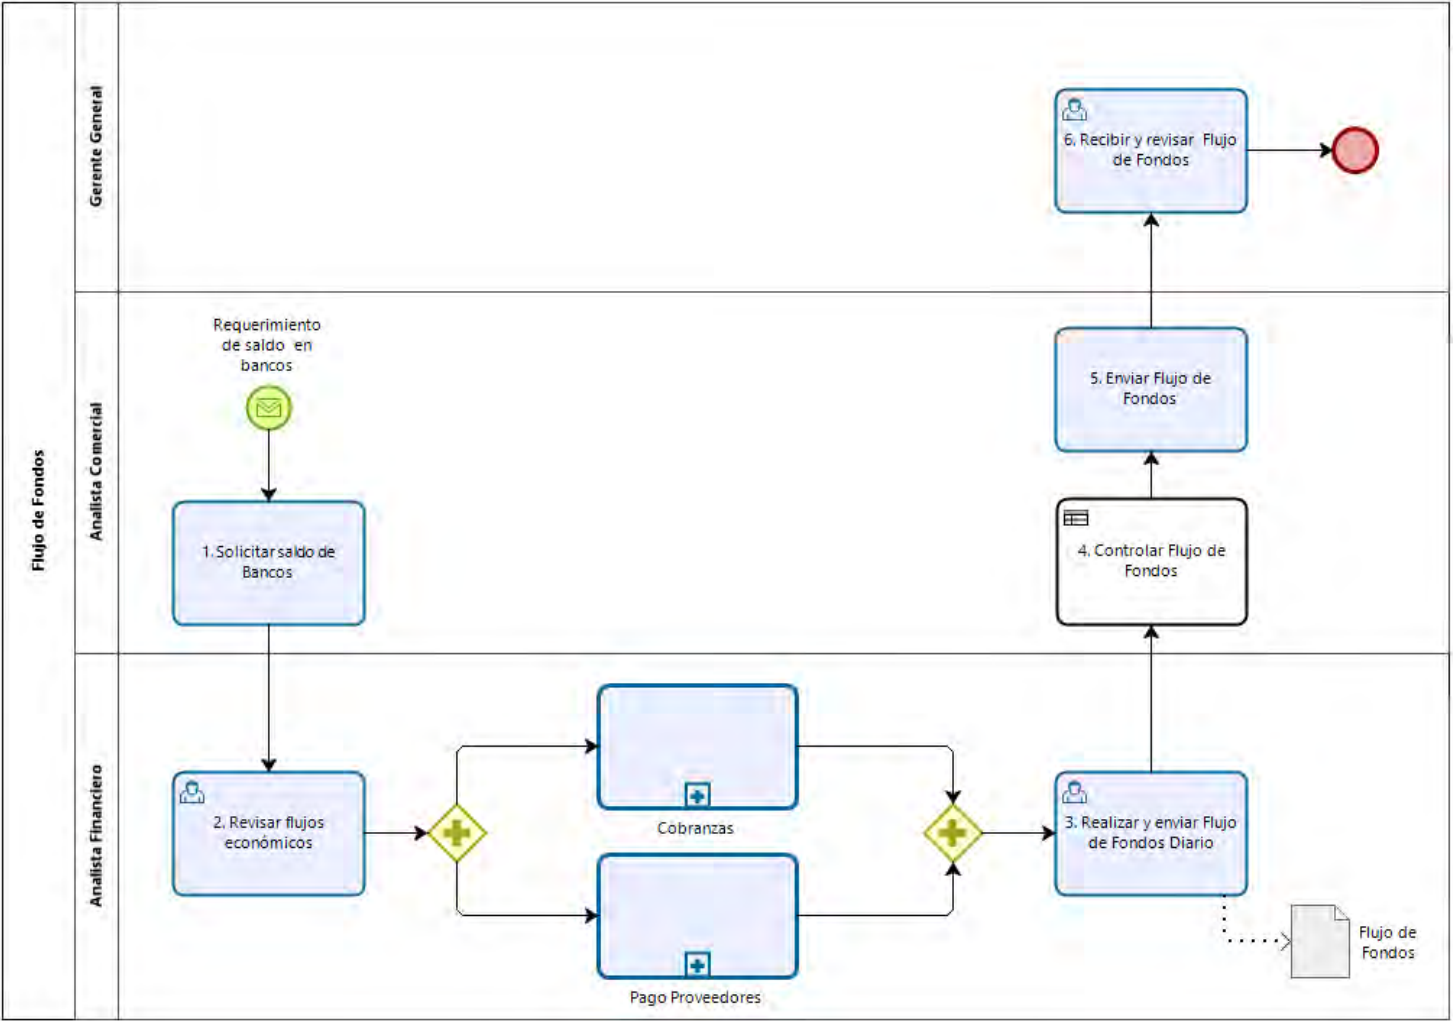 Flujo de Fondos
Gerente General
6. Recibir y revisar Flujo
de Fondos
Analista Comercial
Requerimiento
de saldo en
bancos
1. Solicitar saldo de
Bancos
5. Enviar Flujo de
Fondos
4. Controlar Flujo de
Fondos
Analista Financiero
2. Revisar flujos
económicos
Cobranzas
Pago Proveedores
3. Realizar y enviar Flujo
de Fondos Diario
Flujo de
Fondos